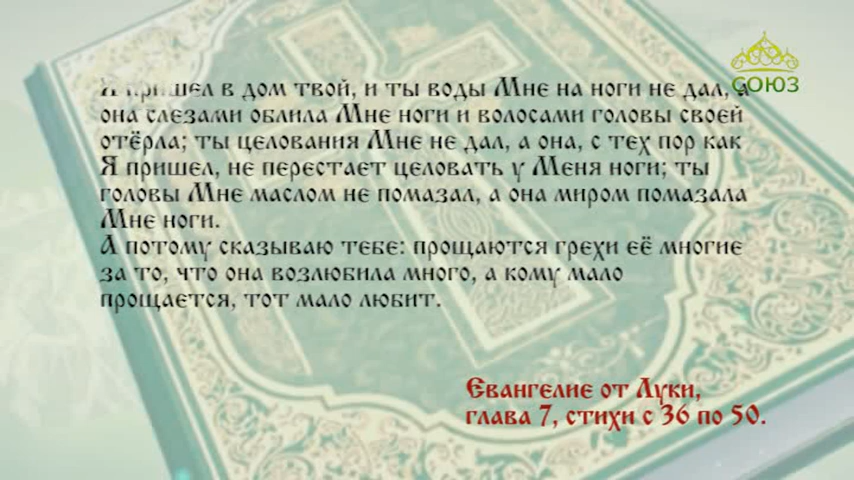 СОЮЗ
Я пришел в дом твой, и ты воды Мне на ноги не дал, а
она слезами облила Мне ноги и волосами головы своей
отёрла; ты целования Мне не дал, а она, с тех пор как
Я пришел, не перестает целовать у Меня ноги; ты
головы Мне маслом не помазал, а она миром помазала
Мне ноги.
А потому сказываю тебе: прощаются грехи её многие
за то, что она возлюбила много, а кому мало
прощается, тот мало любит.
Евангелие от Луки,
глава 7, стихи с 36 по 50.